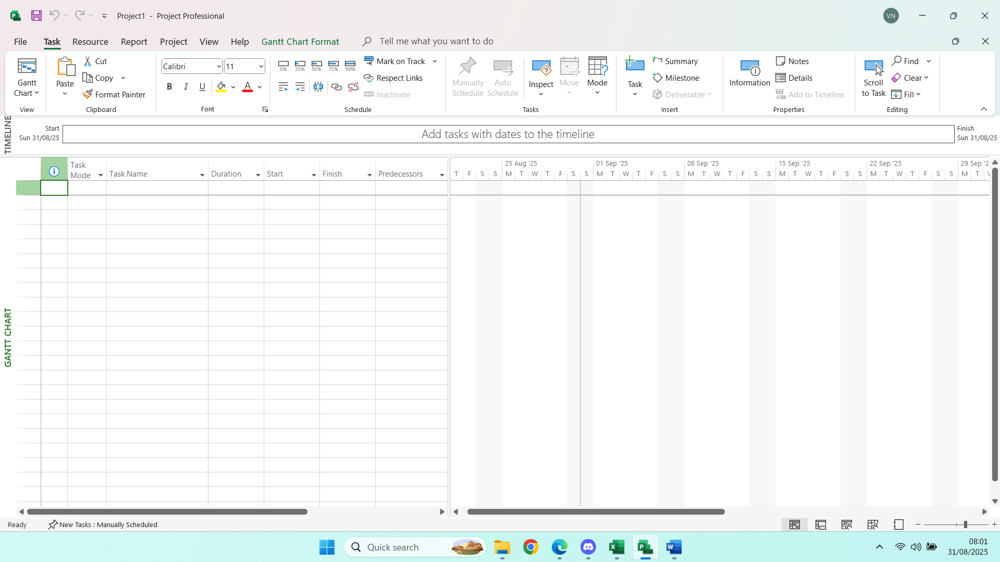 Project1 - Project Professional
VN
File Task Resource Report Project View Help Gantt Chart Format Tell me what you want to do
Gantt Chart
View
Paste
Cut
Copy
Format Painter
Clipboard
Calibri 11
B I U A
Font
0% 25% 50% 75% 100%
Mark on Track
Respect Links
Inactivate
Schedule
Manually Schedule
Auto Schedule
Inspect
Move
Mode
Tasks
Task
Summary
Milestone
Deliverable
Insert
Information
Notes
Details
Add to Timeline
Properties
Scroll to Task
Find
Clear
Fill
Editing
TIMELINE
Start
Sun 31/08/25
Add tasks with dates to the timeline
Finish
Sun 31/08/25
Task Mode Task Name Duration Start Finish Predecessors
25 Aug '25 01 Sep '25 08 Sep '25 15 Sep '25 22 Sep '25 29 Sep '2
T F S S M T W T F S S M T W T F S S M T W T F S S M T W T F S S M T W T F S S M T
GANTT CHART
Ready New Tasks : Manually Scheduled
Quick search
08:01
31/08/2025